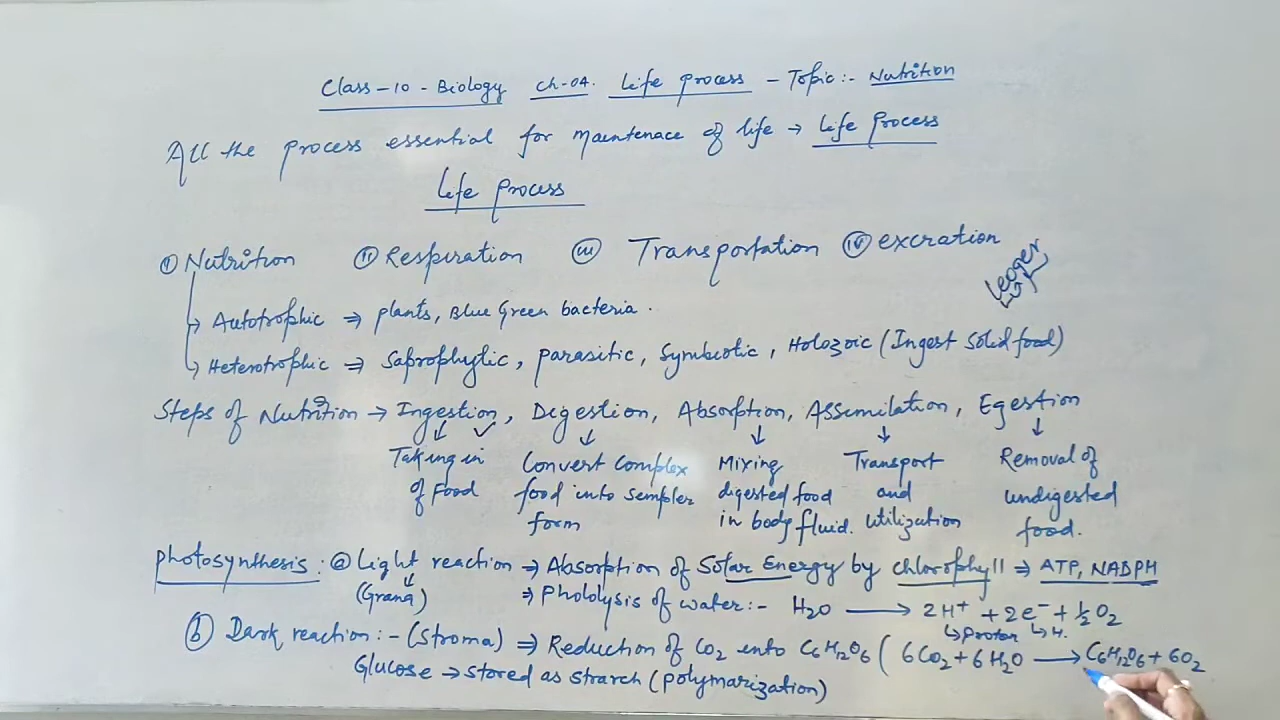 Class-10 - Biology Ch-04. Life Process - Topic:- Nutrition
All the process essential for maintenace of life → Life Process
Life Process
(i) Nutrition (ii) Respiration (iii) Transportation (iv) excration
→ Autotrophic ⇒ plants, Blue Green bacteria.
→ Heterotrophic ⇒ Saprophytic, parasitic, Symbiotic, Holozoic (Ingest Solid food)
Steps of Nutrition → Ingestion, Digestion, Absorption, Assimilation, Egestion
↓ ✓ ↓ ↓ ↓ ↓
Taking in Convert Complex Mixing Transport Removal of
of Food food into sempler digested food and undigested
form in body fluid. utilization food.
photosynthesis: (a) Light reaction → Absorption of Solar Energy by chlorophyll ⇒ ATP, NADPH
↓
(Grana) ⇒ Photolysis of water:- H2O → 2H+ + 2e- + ½O2
↳ Proton ↳ H.
(b) Dark reaction:- (Stroma) ⇒ Reduction of CO2 into C6H12O6 ( 6CO2 + 6H2O → C6H12O6 + 6O2
Glucose → stored as strarch (polymarization)